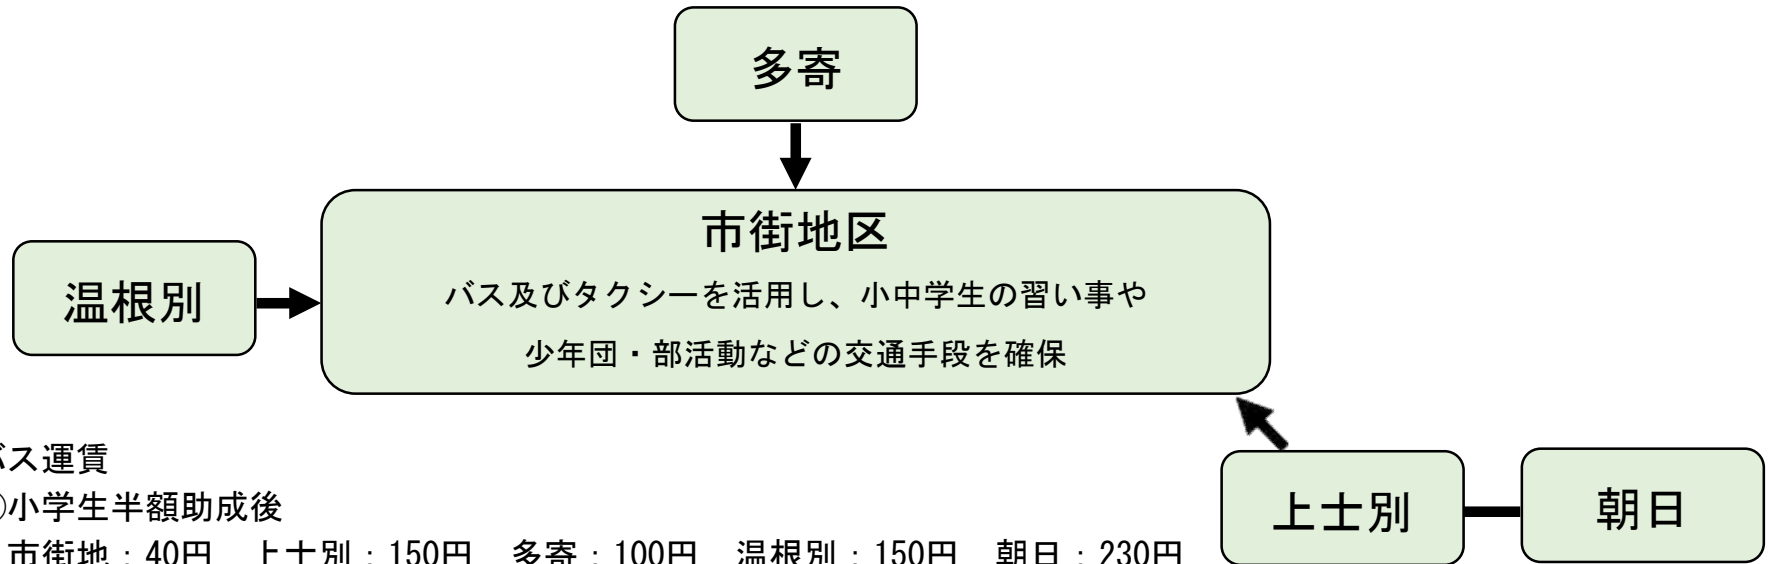 多寄
市街地区
バス及びタクシーを活用し、小中学生の習い事や
少年団・部活動などの交通手段を確保
温根別
バス運賃
小学生半額助成後
上士別
朝日
市街地：40円　上士別：150円　多寄：100円　温根別：150円　朝日：230円